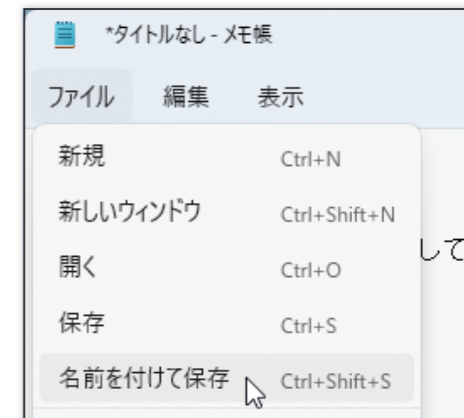 *タイトルなし - メモ帳
ファイル 編集 表示
新規 Ctrl+N
新しいウィンドウ Ctrl+Shift+N
して
開く Ctrl+O
保存 Ctrl+S
名前を付けて保存 Ctrl+Shift+S